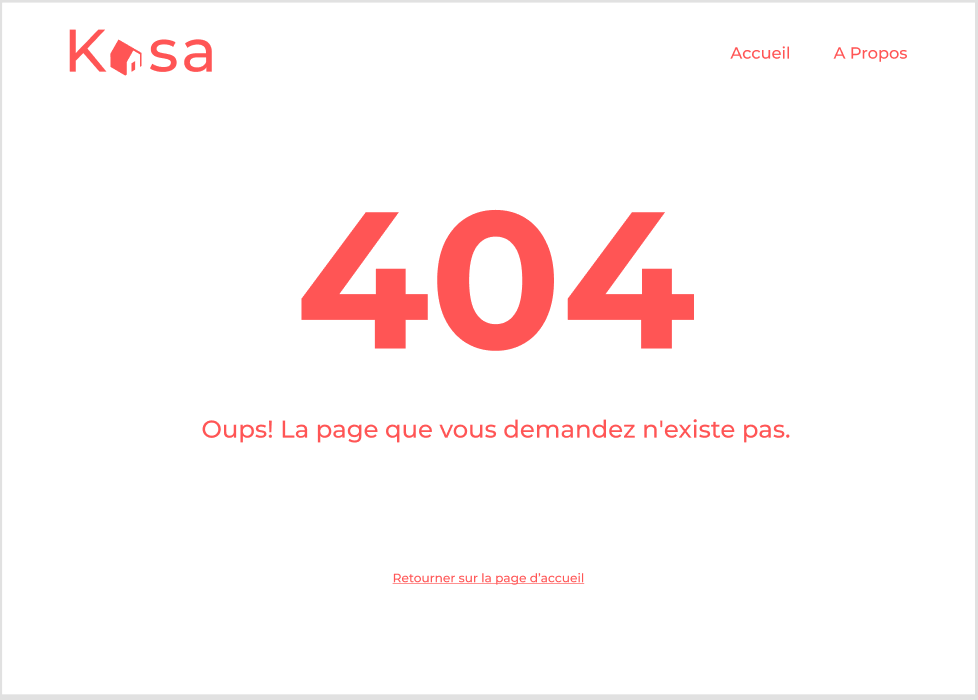 Kasa
Accueil
A Propos
404
Oups! La page que vous demandez n'existe pas.
Retourner sur la page d’accueil